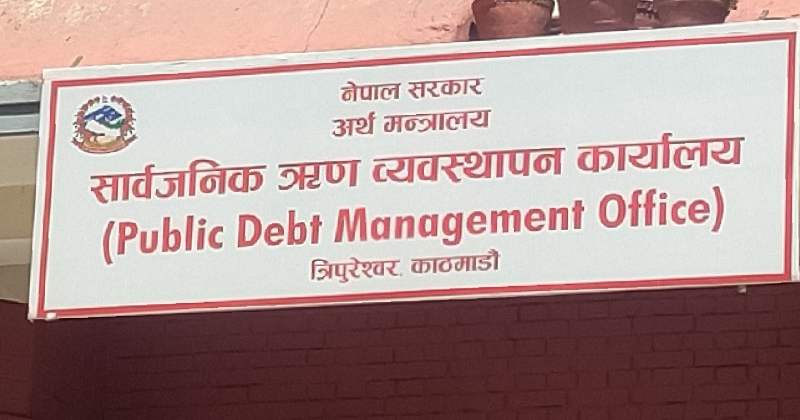 नेपाल सरकार
अर्थ मन्त्रालय
सार्वजनिक ऋण व्यवस्थापन कार्यालय
(Public Debt Management Office)
त्रिपुरेश्वर, काठमाडौं